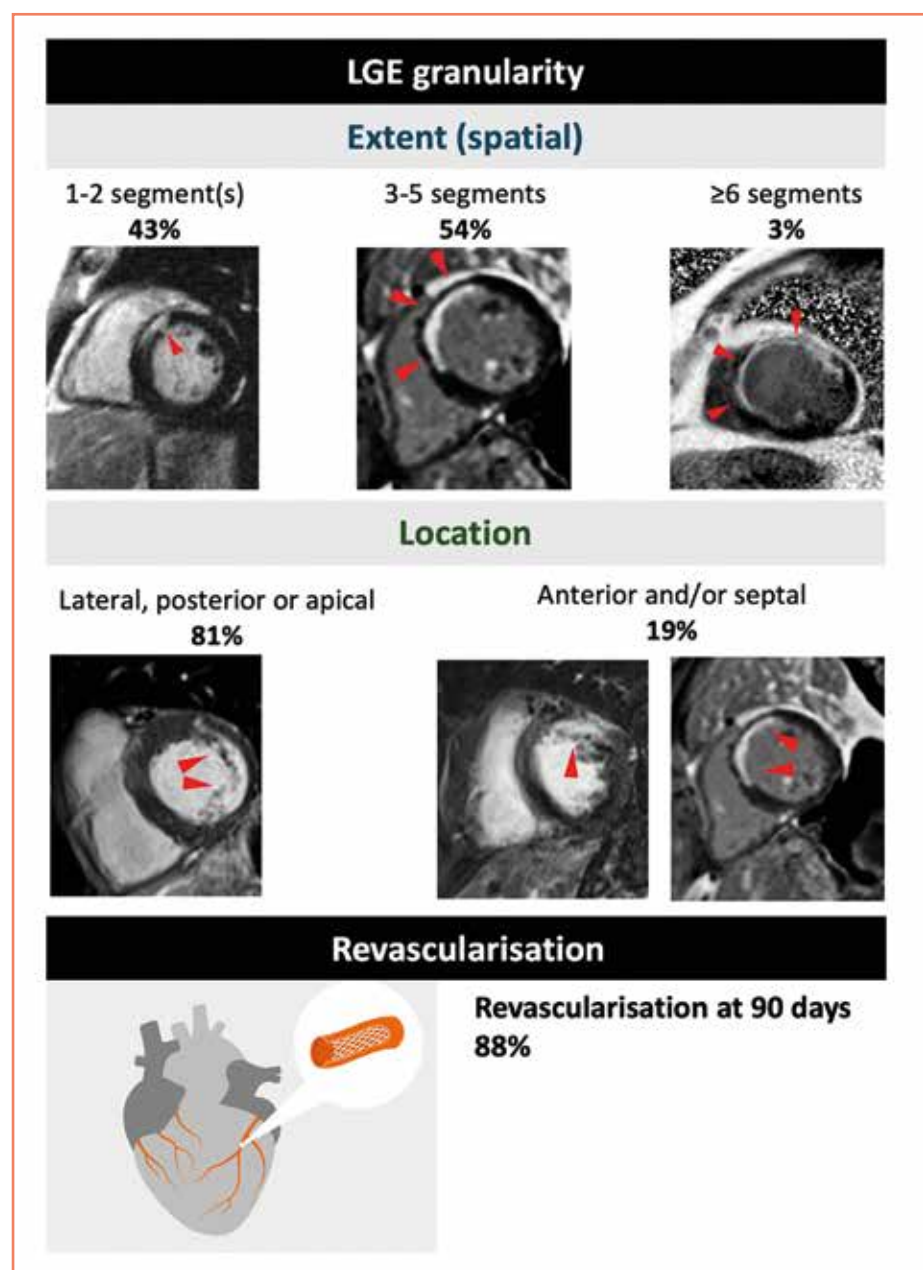 LGE granularity
Extent (spatial)
1-2 segment(s)
43%
3-5 segments
54%
≥6 segments
3%
Location
Lateral, posterior or apical
81%
Anterior and/or septal
19%
Revascularisation
Revascularisation at 90 days
88%